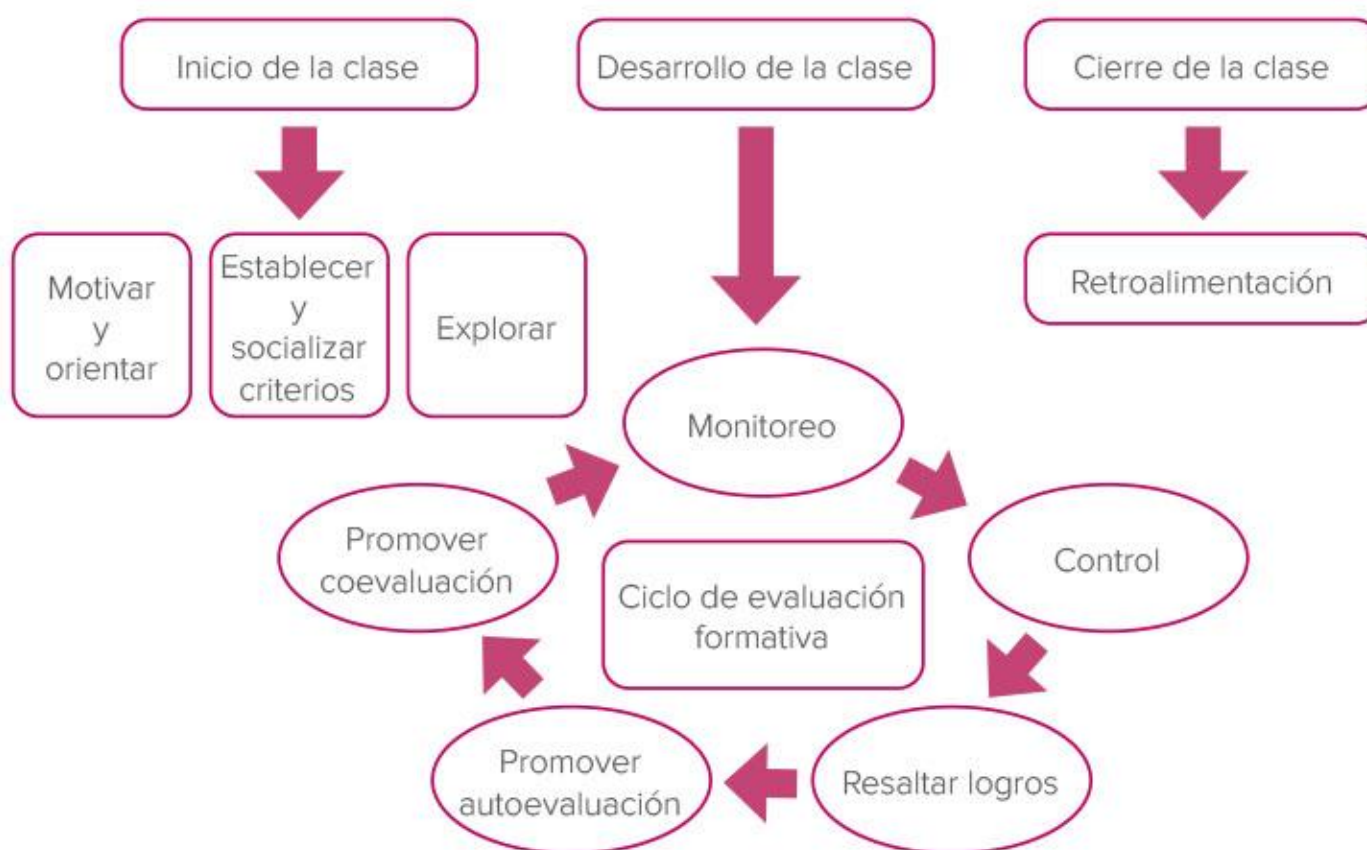 Inicio de la clase
Desarrollo de la clase
Cierre de la clase
Motivar
y
orientar
Establecer
y
socializar
criterios
Explorar
Retroalimentación
Monitoreo
Control
Resaltar logros
Promover
autoevaluación
Promover
coevaluación
Ciclo de evaluación
formativa